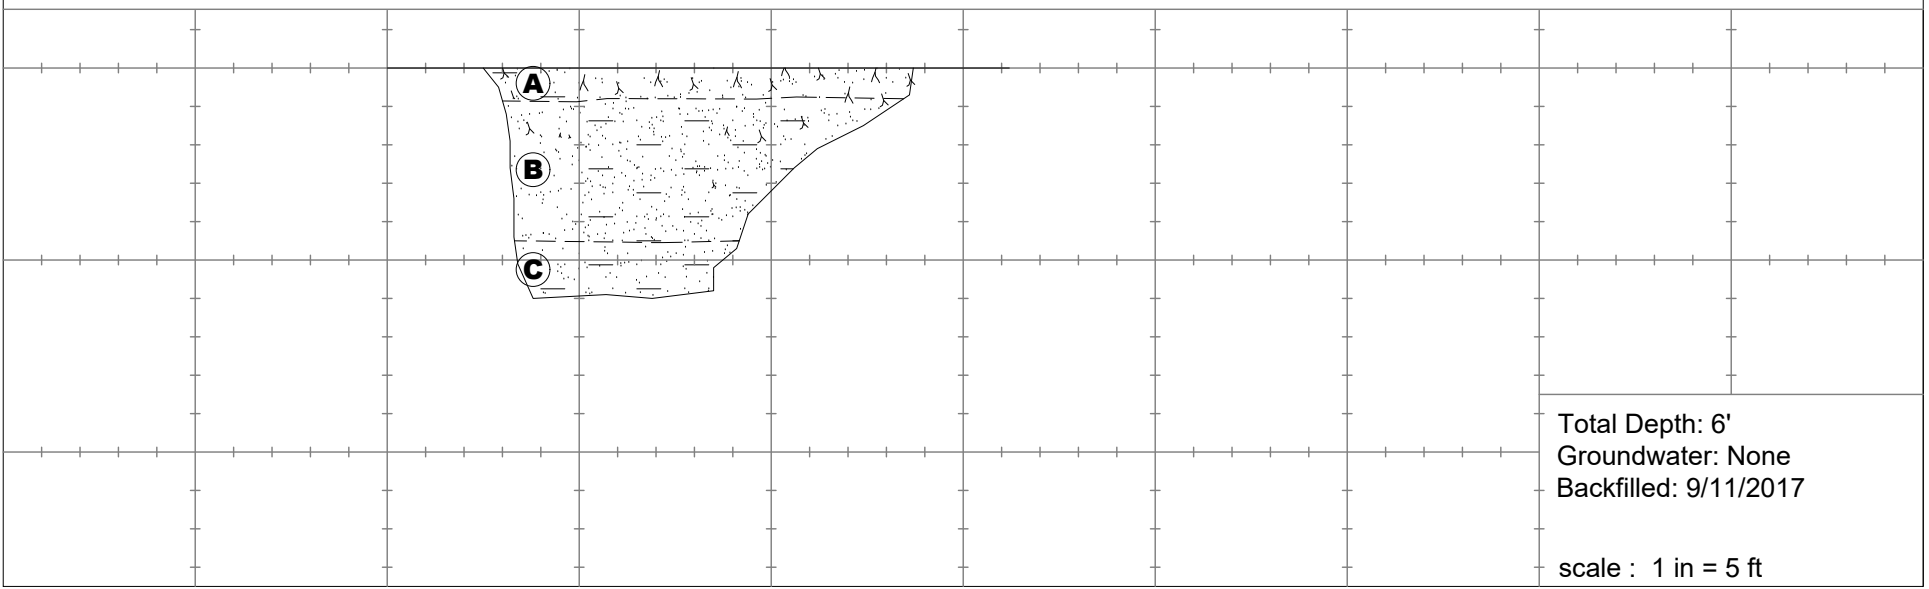 A
B
C
Total Depth: 6'
Groundwater: None
Backfilled: 9/11/2017
scale : 1 in = 5 ft